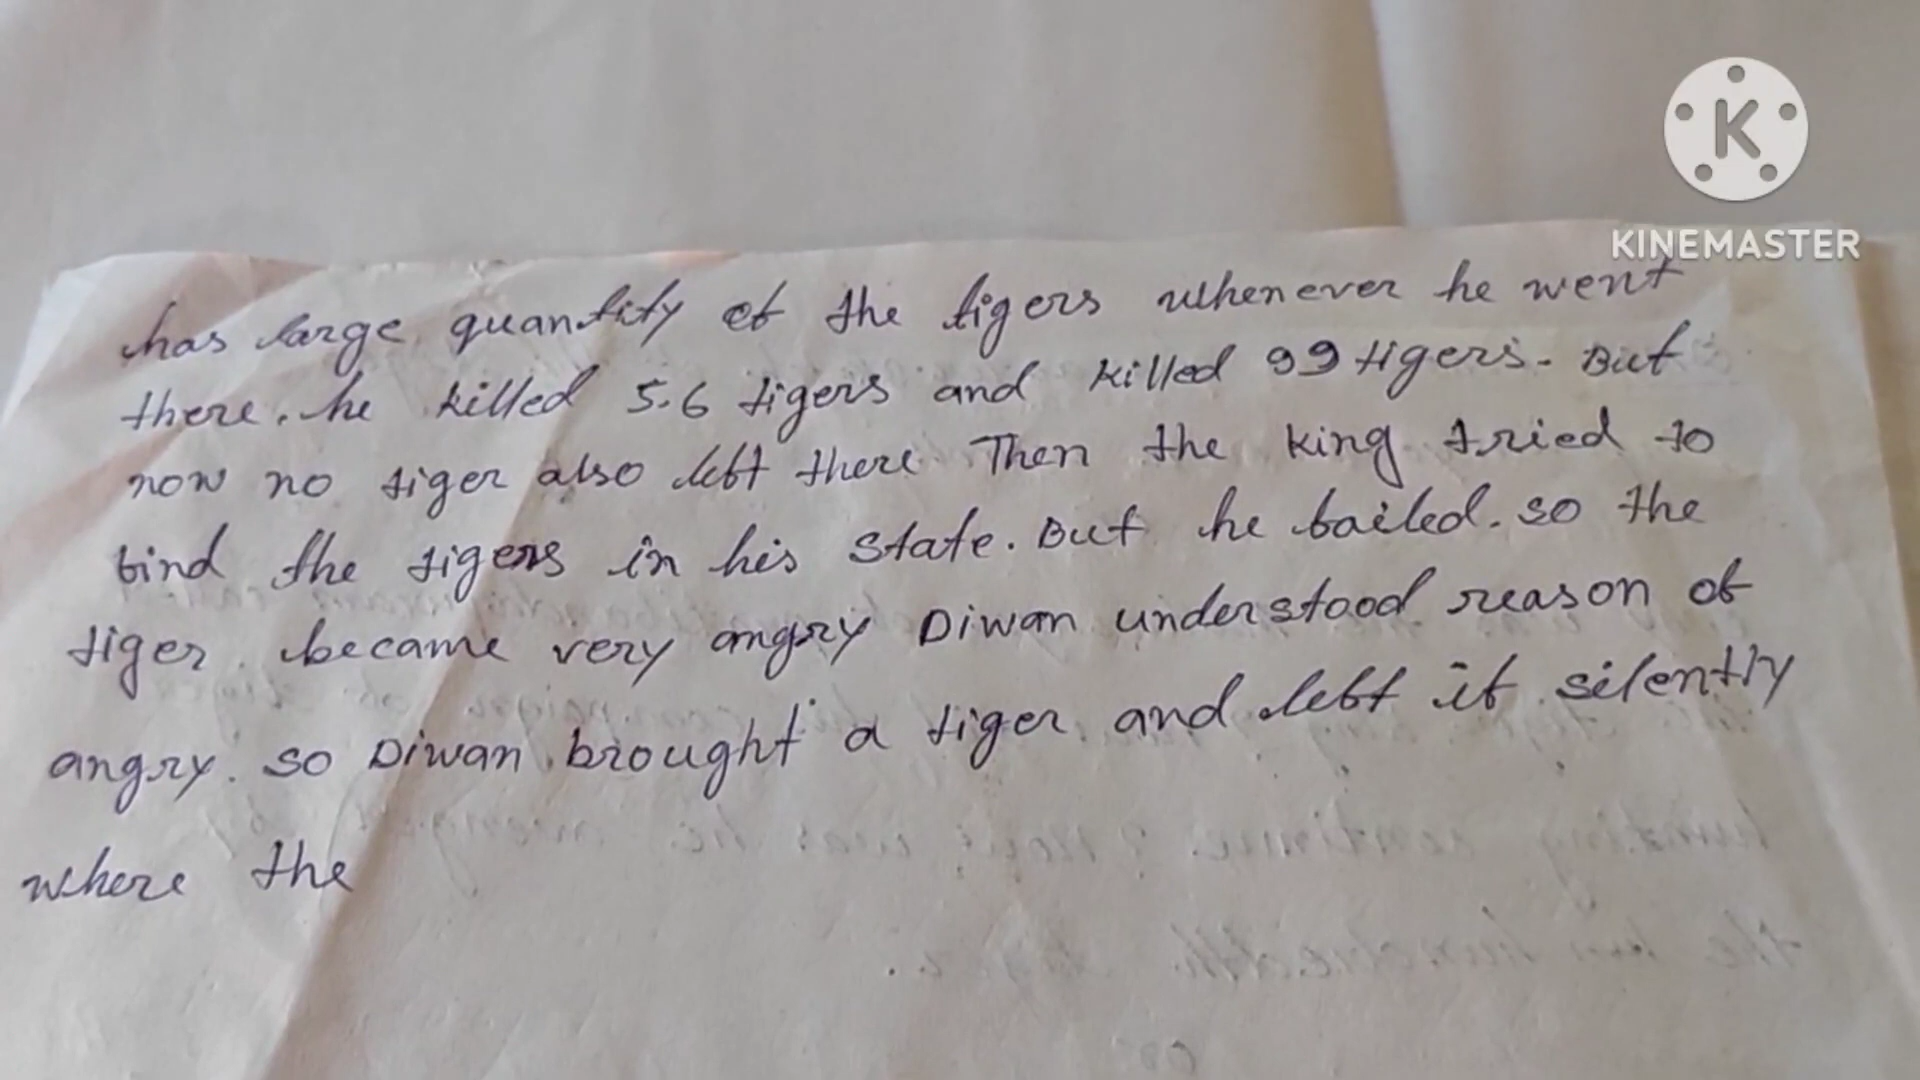 KINEMASTER
has large quantity of the tigers whenever he went
there. he killed 5.6 tigers and killed 99 tigers. But
now no tiger also left there Then the king tried to
find the tigers in his state. But he failed. so the
tiger became very angry Diwan understood reason of
angry. so Diwan brought a tiger and left it silently
where the